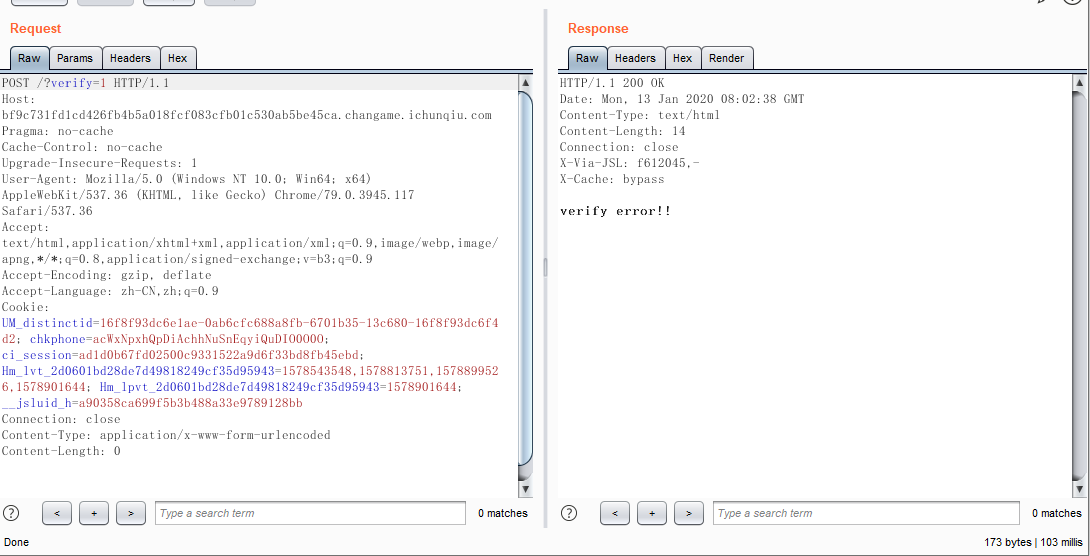 Request
Raw Params Headers Hex
POST /?verify=1 HTTP/1.1
Host:
bf9c731fd1cd426fb4b5a018fcf083cfb01c530ab5be45ca.changame.ichunqiu.com
Pragma: no-cache
Cache-Control: no-cache
Upgrade-Insecure-Requests: 1
User-Agent: Mozilla/5.0 (Windows NT 10.0; Win64; x64)
AppleWebKit/537.36 (KHTML, like Gecko) Chrome/79.0.3945.117
Safari/537.36
Accept:
text/html,application/xhtml+xml,application/xml;q=0.9,image/webp,image/
apng,*/*;q=0.8,application/signed-exchange;v=b3;q=0.9
Accept-Encoding: gzip, deflate
Accept-Language: zh-CN,zh;q=0.9
Cookie:
UM_distinctid=16f8f93dc6e1ae-0ab6cfc688a8fb-6701b35-13c680-16f8f93dc6f4
d2; chkphone=acWxNpxhQpDiAchhNuSnEqyiQuDIO0O0O;
ci_session=ad1d0b67fd02500c9331522a9d6f33bd8fb45ebd;
Hm_lvt_2d0601bd28de7d49818249cf35d95943=1578543548,1578813751,157889952
6,1578901644; Hm_lpvt_2d0601bd28de7d49818249cf35d95943=1578901644;
__jsluid_h=a90358ca699f5b3b488a33e9789128bb
Connection: close
Content-Type: application/x-www-form-urlencoded
Content-Length: 0
? < + > Type a search term 0 matches
Response
Raw Headers Hex Render
HTTP/1.1 200 OK
Date: Mon, 13 Jan 2020 08:02:38 GMT
Content-Type: text/html
Content-Length: 14
Connection: close
X-Via-JSL: f612045,-
X-Cache: bypass
verify error!!
? < + > Type a search term 0 matches
Done
173 bytes | 103 millis